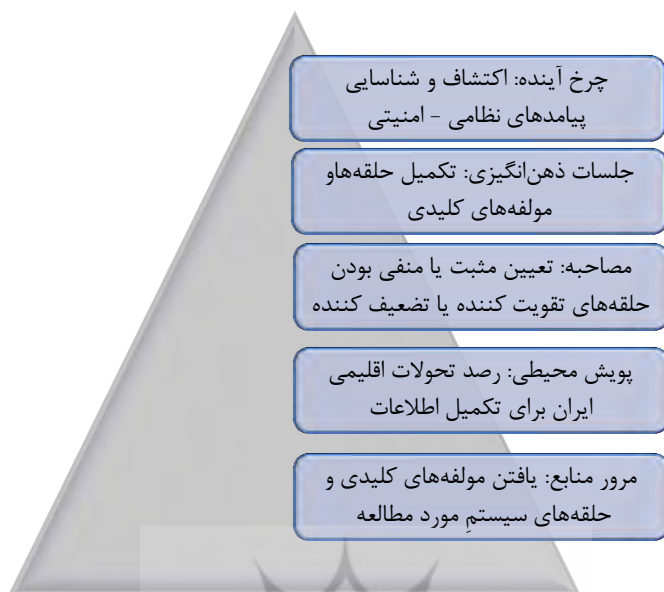 چرخ آینده: اکتشاف و شناسایی
پیامدهای نظامی - امنیتی
جلسات ذهن‌انگیزی: تکمیل حلقه‌هاو
مولفه‌های کلیدی
مصاحبه: تعیین مثبت یا منفی بودن
حلقه‌های تقویت کننده یا تضعیف کننده
پویش محیطی: رصد تحولات اقلیمی
ایران برای تکمیل اطلاعات
مرور منابع: یافتن مولفه‌های کلیدی و
حلقه‌های سیستمِ مورد مطالعه